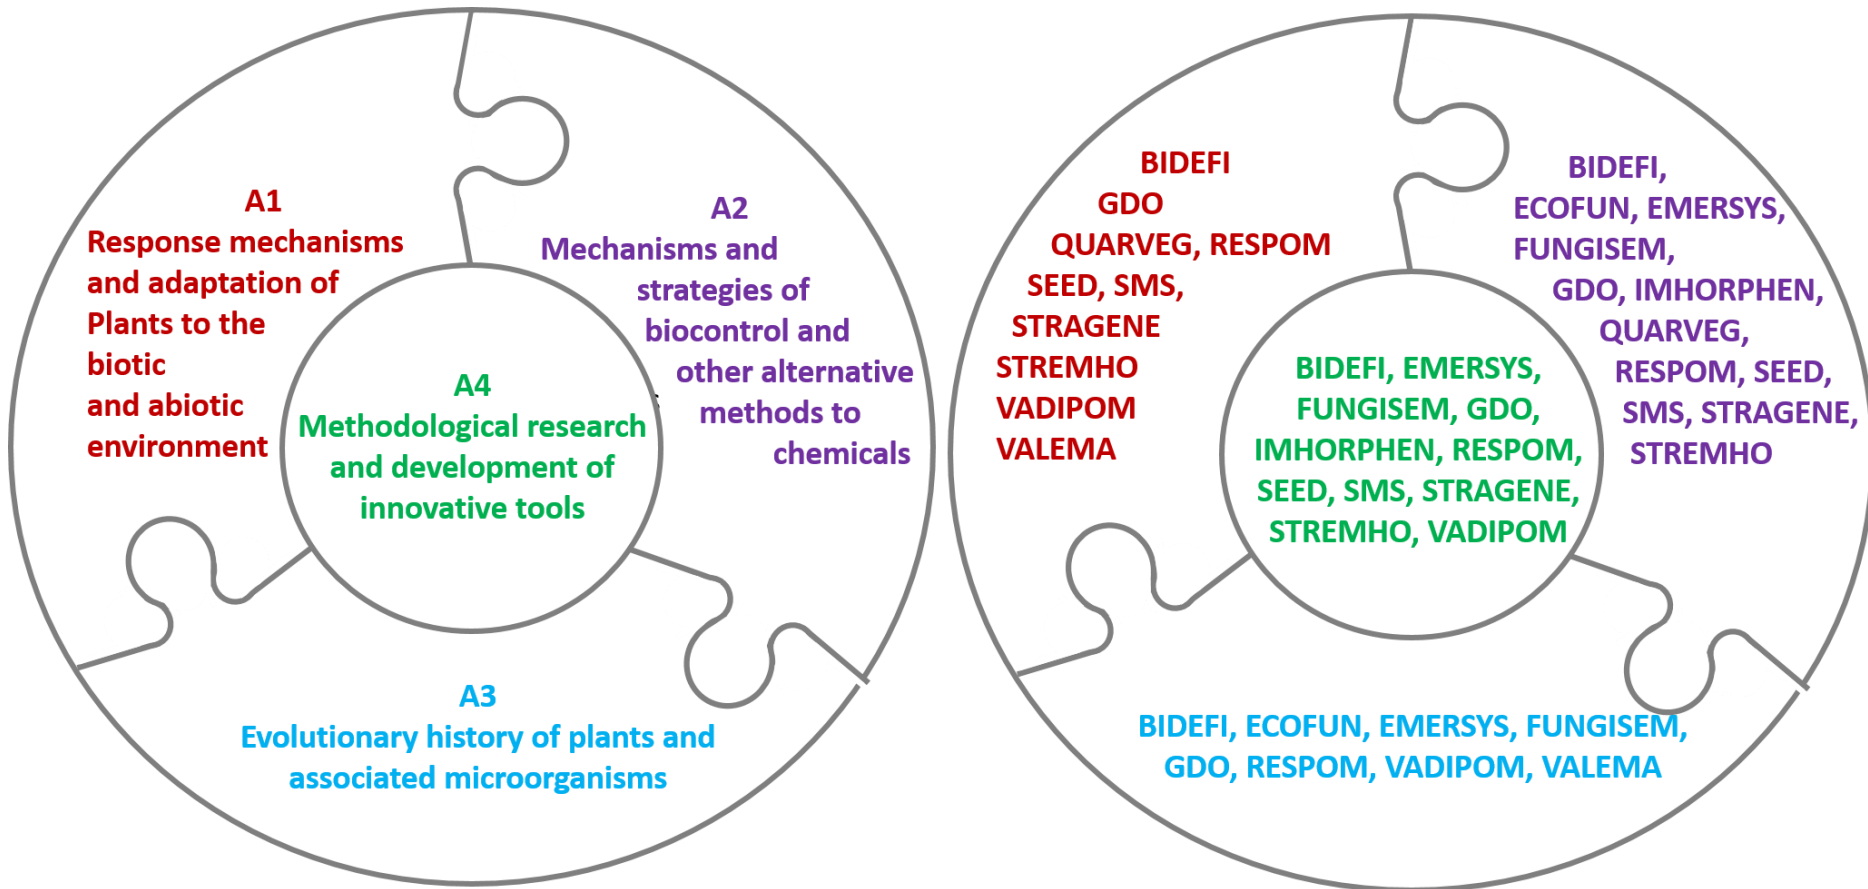 A1
Response mechanisms
and adaptation of
Plants to the
biotic
and abiotic
environment
A2
Mechanisms and
strategies of
biocontrol and
other alternative
methods to
chemicals
A4
Methodological research
and development of
innovative tools
A3
Evolutionary history of plants and
associated microorganisms
BIDEFI
GDO
QUARVEG, RESPOM
SEED, SMS,
STRAGENE
STREMHO
VADIPOM
VALEMA
BIDEFI,
ECOFUN, EMERSYS,
FUNGISEM,
GDO, IMHORPHEN,
QUARVEG,
RESPOM, SEED,
SMS, STRAGENE,
STREMHO
BIDEFI, EMERSYS,
FUNGISEM, GDO,
IMHORPHEN, RESPOM,
SEED, SMS, STRAGENE,
STREMHO, VADIPOM
BIDEFI, ECOFUN, EMERSYS, FUNGISEM,
GDO, RESPOM, VADIPOM, VALEMA